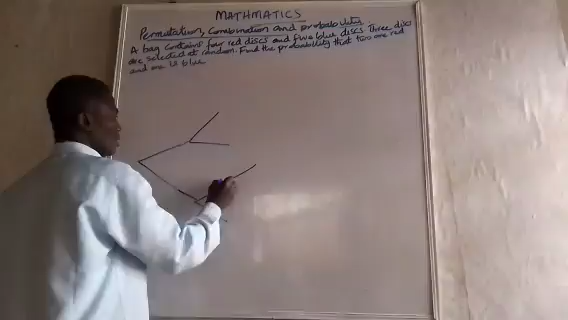 MATHMATICS
Permutation, Combination and probability
A bag contains four red discs and five blue discs. Three discs
are selected at random. Find the probability that two are red
and one is blue